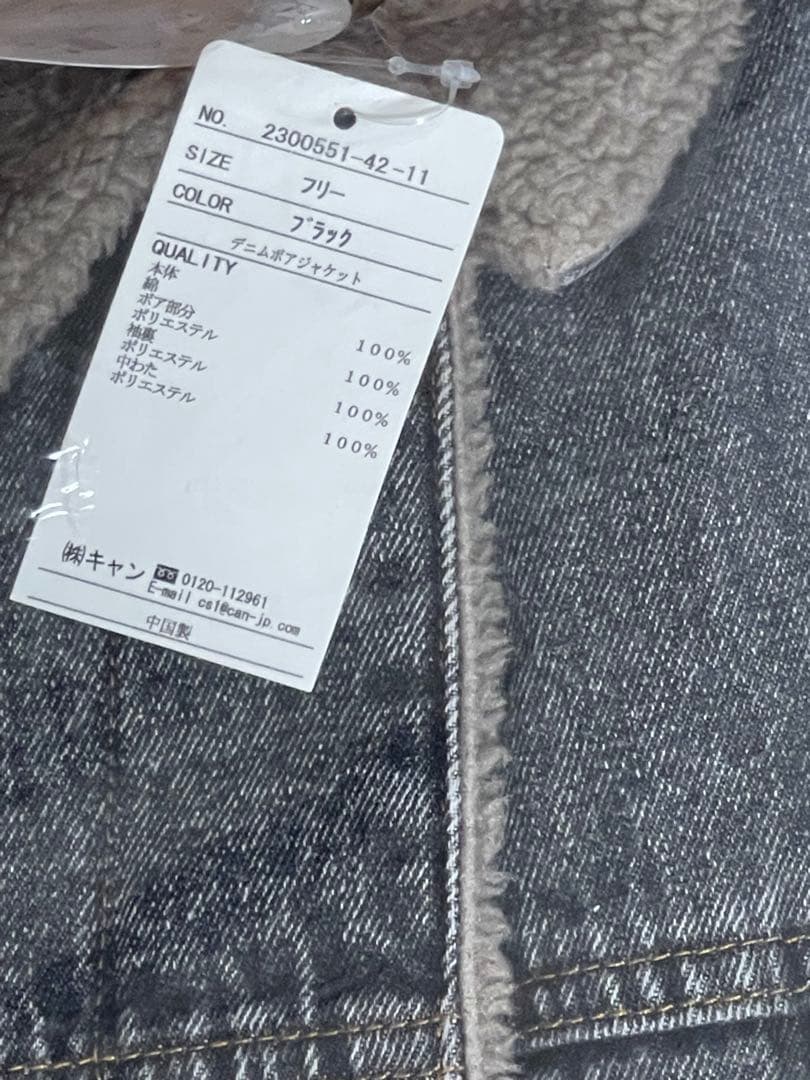 NO. 2300551-42-11
SIZE フリー
COLOR ブラック
デニムボアジャケット
QUALITY
本体
綿 100%
ボア部分
ポリエステル 100%
袖裏
ポリエステル 100%
中わた
ポリエステル 100%
㈱キャン 0120-112961
E-mail cs1@can-jp.com
中国製